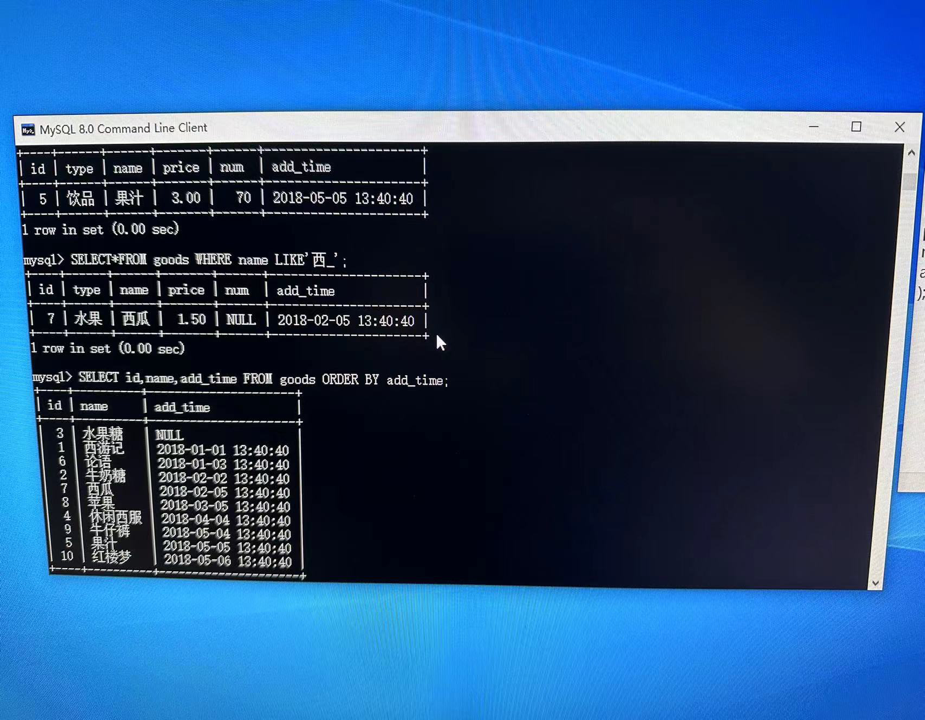 MySQL 8.0 Command Line Client
| id | type | name | price | num | add_time |
| 5 | 饮品 | 果汁 | 3.00 | 70 | 2018-05-05 13:40:40 |
1 row in set (0.00 sec)
mysql> SELECT*FROM goods WHERE name LIKE'西_';
| id | type | name | price | num | add_time |
| 7 | 水果 | 西瓜 | 1.50 | NULL | 2018-02-05 13:40:40 |
1 row in set (0.00 sec)
mysql> SELECT id,name,add_time FROM goods ORDER BY add_time;
| id | name | add_time |
| 3 | 水果糖 | NULL |
| 1 | 西游记 | 2018-01-01 13:40:40 |
| 6 | 论语 | 2018-01-03 13:40:40 |
| 2 | 牛奶糖 | 2018-02-02 13:40:40 |
| 7 | 西瓜 | 2018-02-05 13:40:40 |
| 8 | 苹果 | 2018-03-05 13:40:40 |
| 4 | 休闲西服 | 2018-04-04 13:40:40 |
| 9 | 牛仔裤 | 2018-05-04 13:40:40 |
| 5 | 果汁 | 2018-05-05 13:40:40 |
| 10 | 红楼梦 | 2018-05-06 13:40:40 |